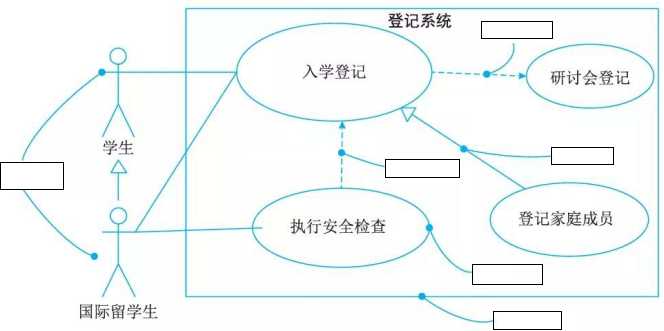 登记系统
入学登记
研讨会登记
学生
执行安全检查
登记家庭成员
国际留学生